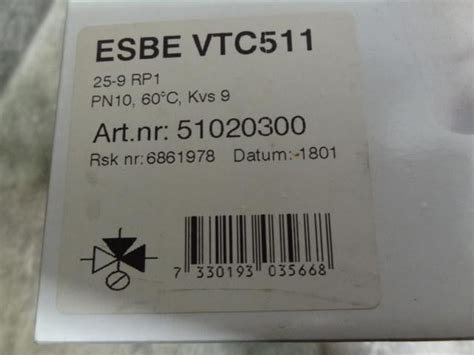 ESBE VTC511
25-9 RP1
PN10, 60°C, Kvs 9
Art.nr: 51020300
Rsk nr:6861978 Datum:-1801
7 330193 035668